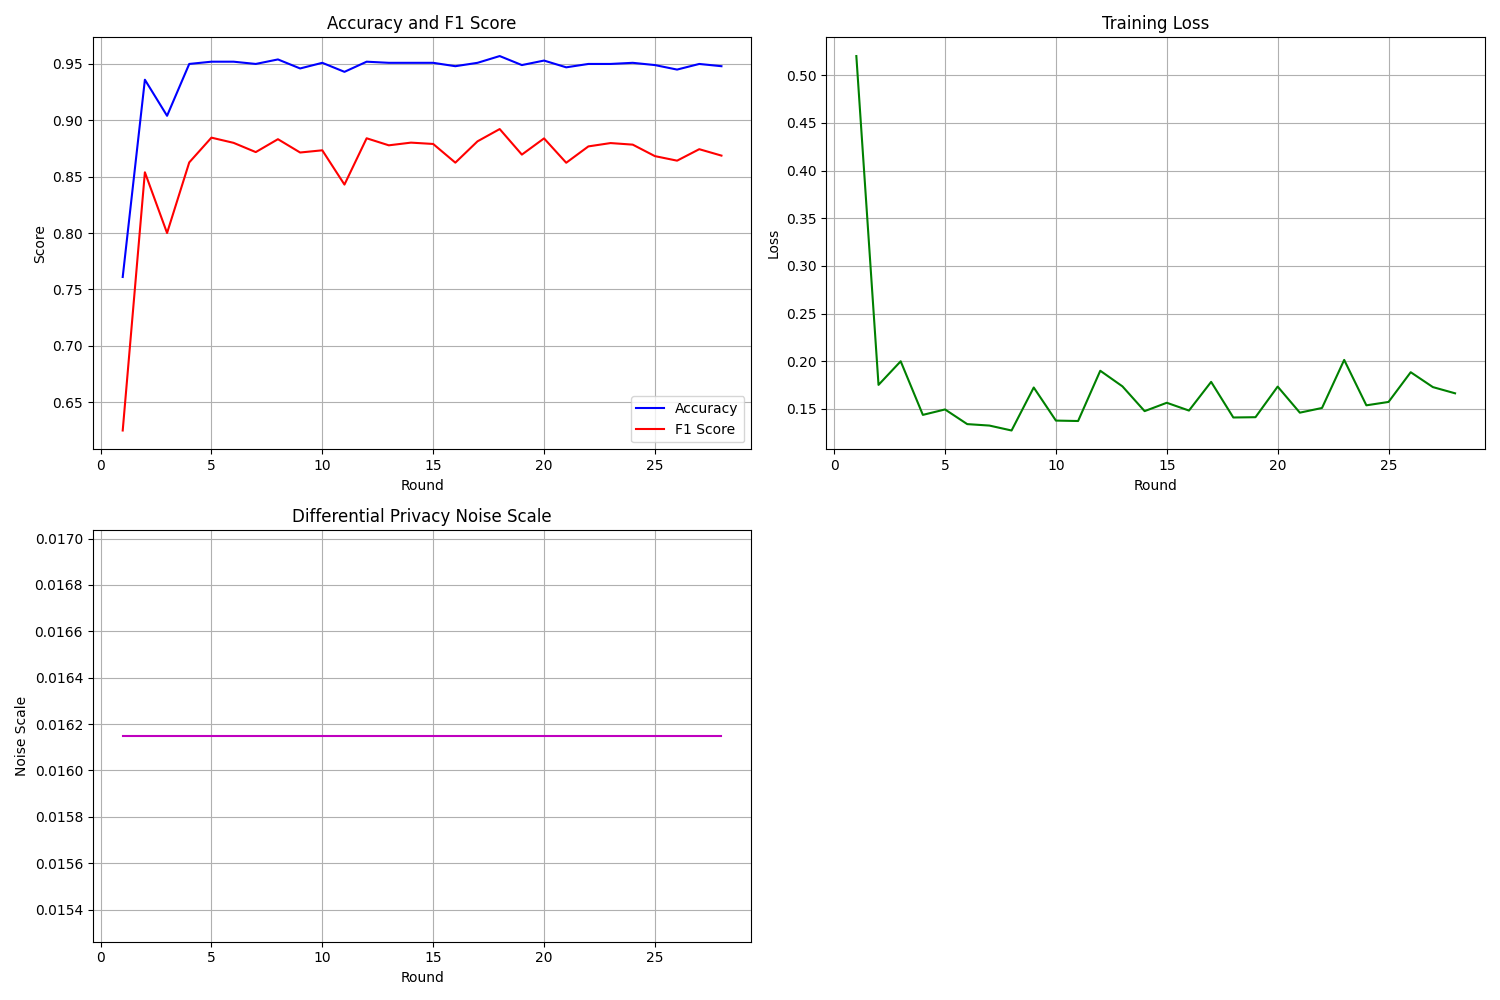 Accuracy and F1 Score
Score
0.95
0.90
0.85
0.80
0.75
0.70
0.65
0 5 10 15 20 25
Round
Accuracy
F1 Score
Training Loss
Loss
0.50
0.45
0.40
0.35
0.30
0.25
0.20
0.15
0 5 10 15 20 25
Round
Differential Privacy Noise Scale
Noise Scale
0.0170
0.0168
0.0166
0.0164
0.0162
0.0160
0.0158
0.0156
0.0154
0 5 10 15 20 25
Round